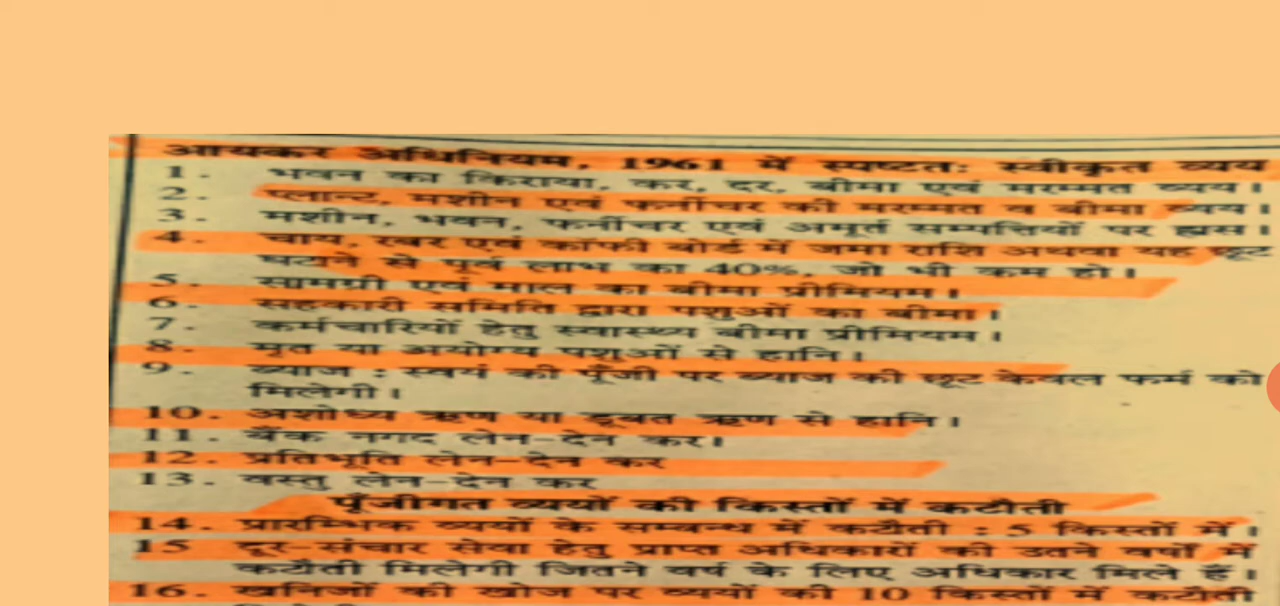 आयकर अधिनियम, 1961 में स्पष्टतः स्वीकृत व्यय
1. भवन का किराया, कर, दर, बीमा एवं मरम्मत व्यय।
2. प्लान्ट, मशीन एवं फर्नीचर की मरम्मत व बीमा व्यय।
3. मशीन, भवन, फर्नीचर एवं अमूर्त सम्पत्तियों पर ह्रास।
4. चाय, रबर एवं कॉफी बोर्ड में जमा राशि अथवा यह छूट
घटाने से पूर्व लाभ का 40%, जो भी कम हो।
5. सामग्री एवं माल का बीमा प्रीमियम।
6. सहकारी समिति द्वारा पशुओं का बीमा।
7. कर्मचारियों हेतु स्वास्थ्य बीमा प्रीमियम।
8. मृत या अयोग्य पशुओं से हानि।
9. ब्याज : स्वयं की पूँजी पर ब्याज की छूट केवल फर्म को
मिलेगी।
10. अशोध्य ऋण या डूबत ऋण से हानि।
11. बैंक नगद लेन-देन कर।
12. प्रतिभूति लेन-देन कर
13. वस्तु लेन-देन कर
पूँजीगत व्ययों की किस्तों में कटौती
14. प्रारम्भिक व्ययों के सम्बन्ध में कटौती : 5 किस्तों में।
15 दूर-संचार सेवा हेतु प्राप्त अधिकारों की उतने वर्षों में
कटौती मिलेगी जितने वर्ष के लिए अधिकार मिले हैं।
16. खनिजों की खोज पर व्ययों की 10 किस्तों में कटौती